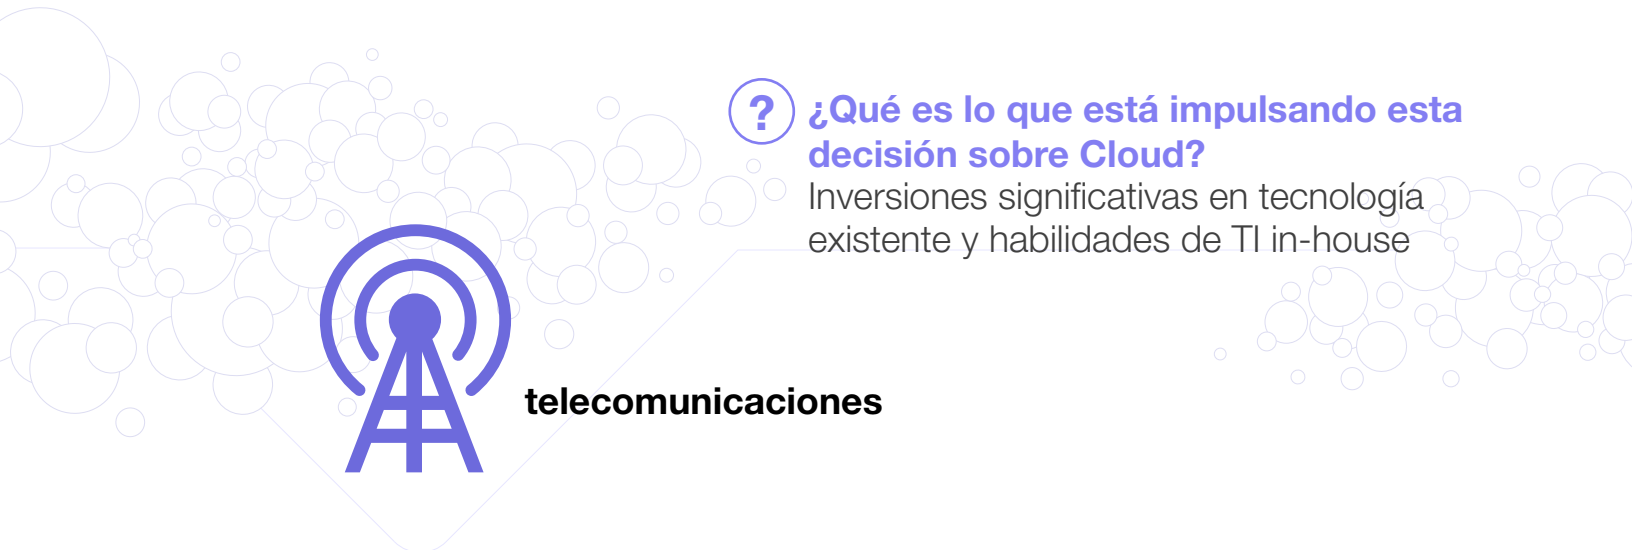 ?
¿Qué es lo que está impulsando esta
decisión sobre Cloud?
Inversiones significativas en tecnología
existente y habilidades de TI in-house
telecomunicaciones